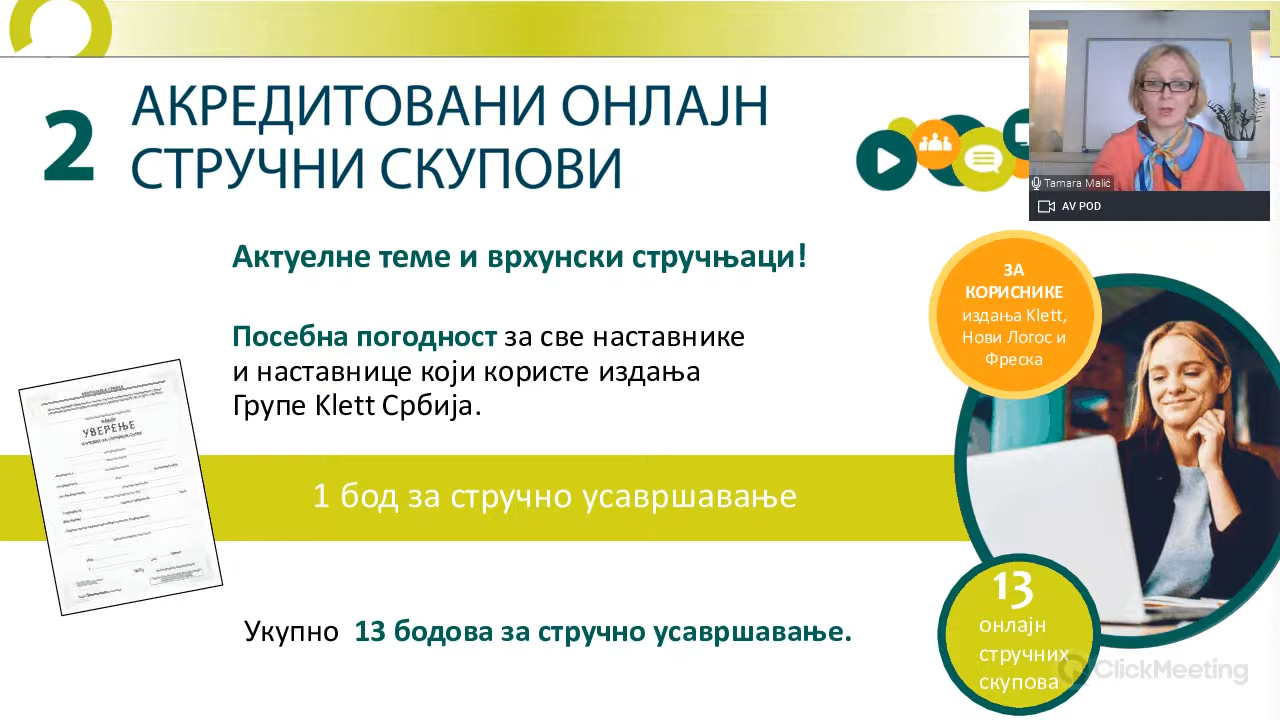 2
АКРЕДИТОВАНИ ОНЛАЈН
СТРУЧНИ СКУПОВИ
Tamara Malić
AV POD
Актуелне теме и врхунски стручњаци!
ЗА
КОРИСНИКЕ
издања Klett,
Нови Логос и
Фреска
Посебна погодност за све наставнике
и наставнице који користе издања
Групе Klett Србија.
УВЕРЕЊЕ
1 бод за стручно усавршавање
Укупно 13 бодова за стручно усавршавање.
13
онлајн
стручних
скупова
ClickMeeting